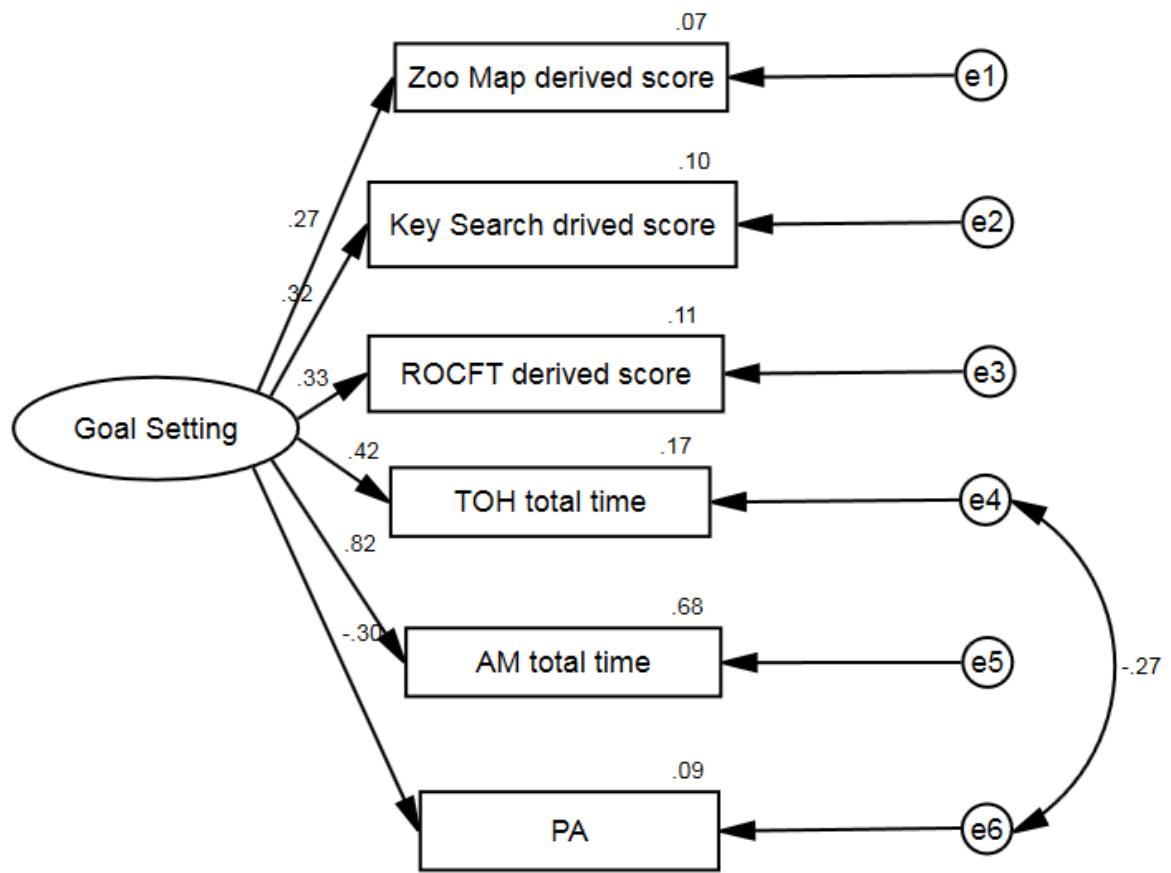 .07
Zoo Map derived score
e1
.10
.27
Key Search drived score
e2
.32
.11
.33
ROCFT derived score
e3
Goal Setting
.42
.17
TOH total time
e4
.82
.68
-.30
AM total time
e5
-.27
.09
PA
e6